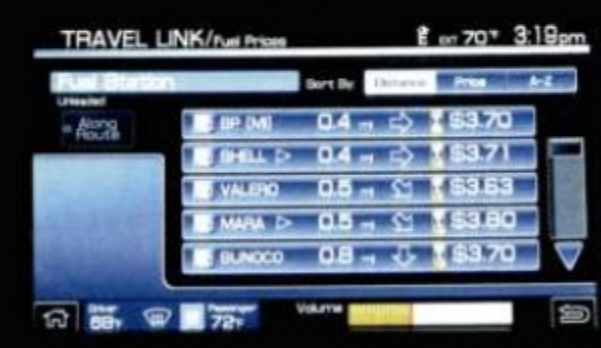 TRAVEL LINK/Fuel Prices EXT 70°F 3:19pm
Fuel Station Sort By Distance Price A-Z
Unleaded
Along
Route
BP (MI) 0.4 mi $3.70
SHELL 0.4 mi $3.71
VALERO 0.5 mi $3.63
MARA 0.5 mi $3.80
SUNOCO 0.8 mi $3.70
Driver Passenger Volume
68°F 72°F